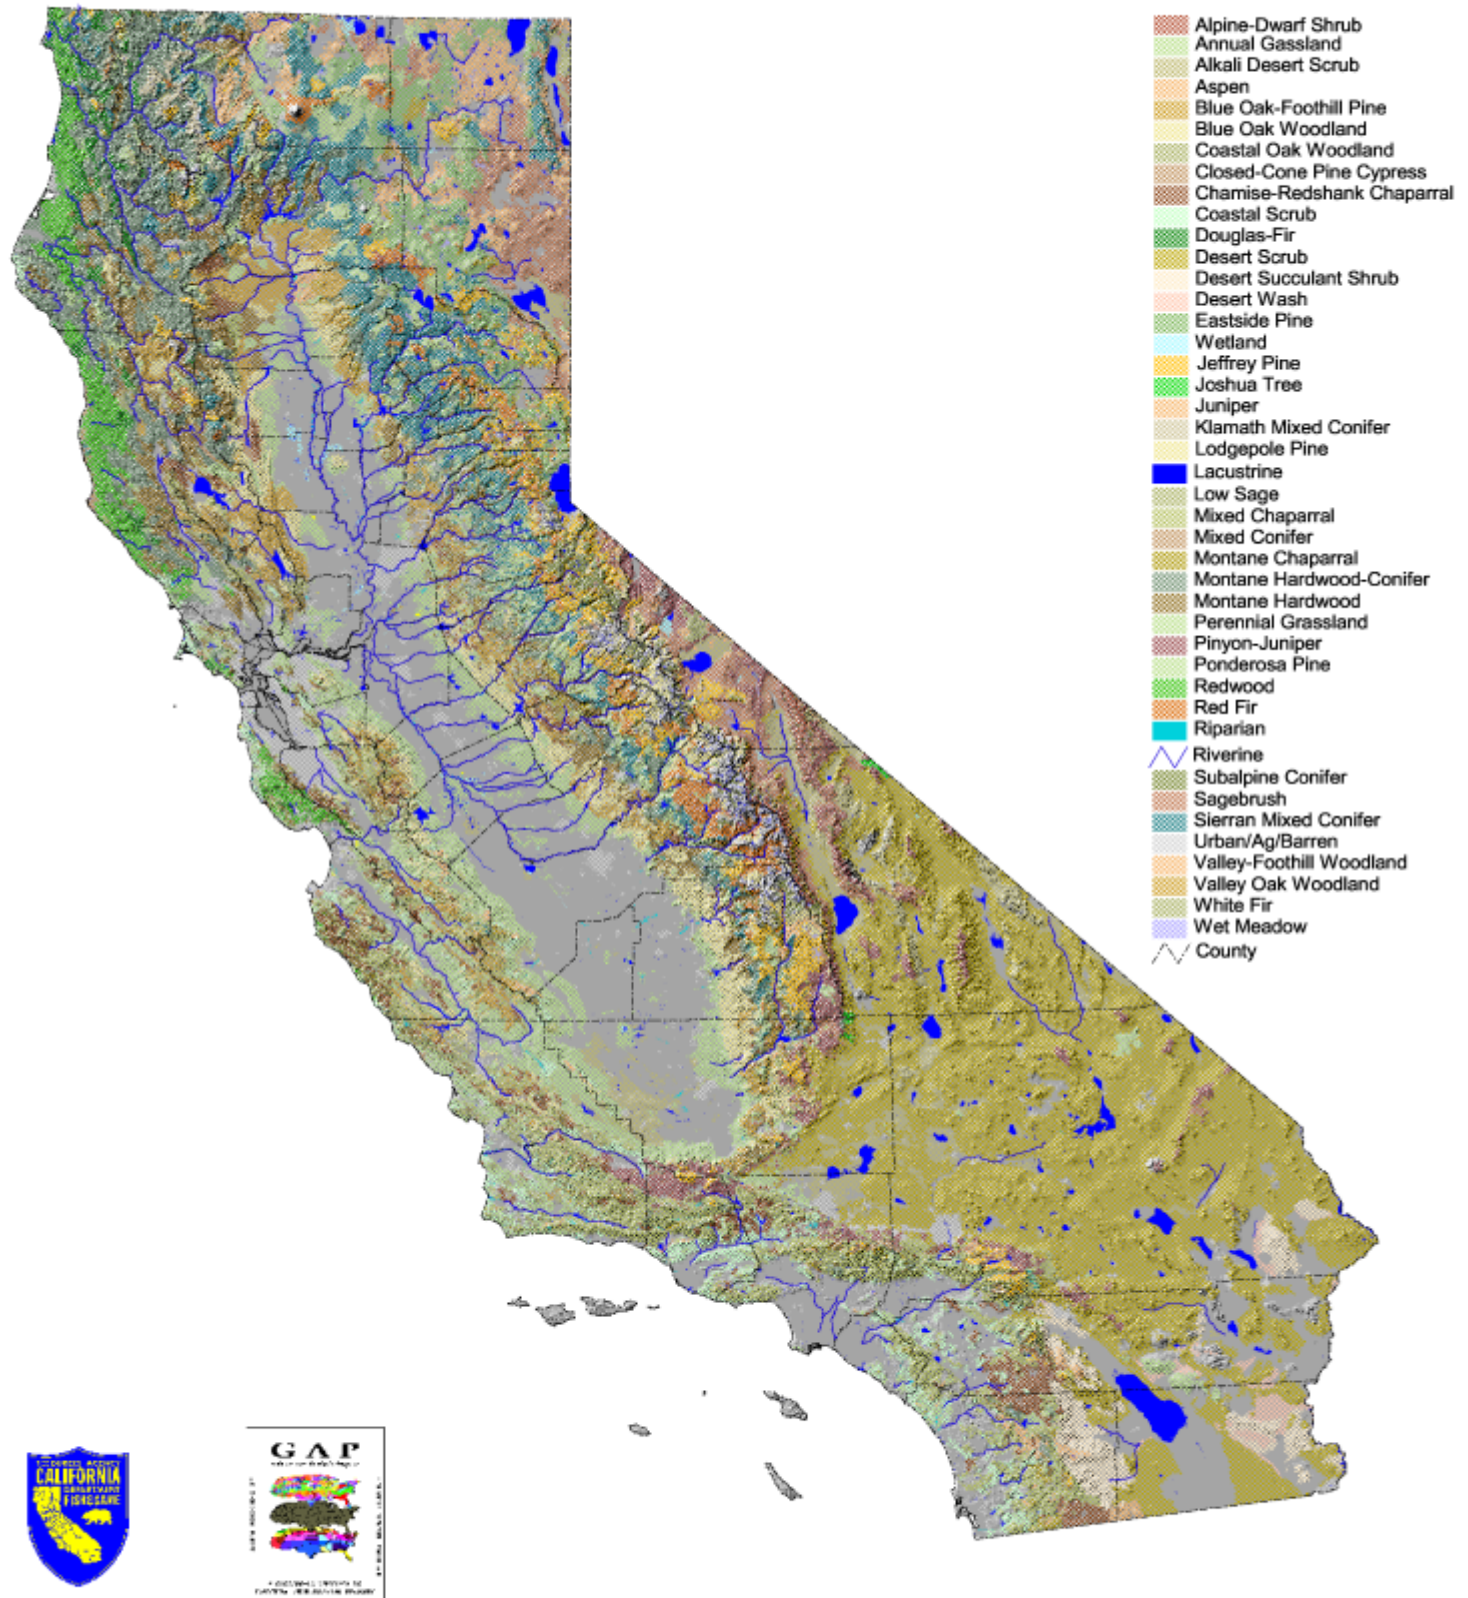 Alpine-Dwarf Shrub
Annual Gassland
Alkali Desert Scrub
Aspen
Blue Oak-Foothill Pine
Blue Oak Woodland
Coastal Oak Woodland
Closed-Cone Pine Cypress
Chamise-Redshank Chaparral
Coastal Scrub
Douglas-Fir
Desert Scrub
Desert Succulant Shrub
Desert Wash
Eastside Pine
Wetland
Jeffrey Pine
Joshua Tree
Juniper
Klamath Mixed Conifer
Lodgepole Pine
Lacustrine
Low Sage
Mixed Chaparral
Mixed Conifer
Montane Chaparral
Montane Hardwood-Conifer
Montane Hardwood
Perennial Grassland
Pinyon-Juniper
Ponderosa Pine
Redwood
Red Fir
Riparian
Riverine
Subalpine Conifer
Sagebrush
Sierran Mixed Conifer
Urban/Ag/Barren
Valley-Foothill Woodland
Valley Oak Woodland
White Fir
Wet Meadow
County
CALIFORNIA
DEPARTMENT
FISH&GAME
GAP